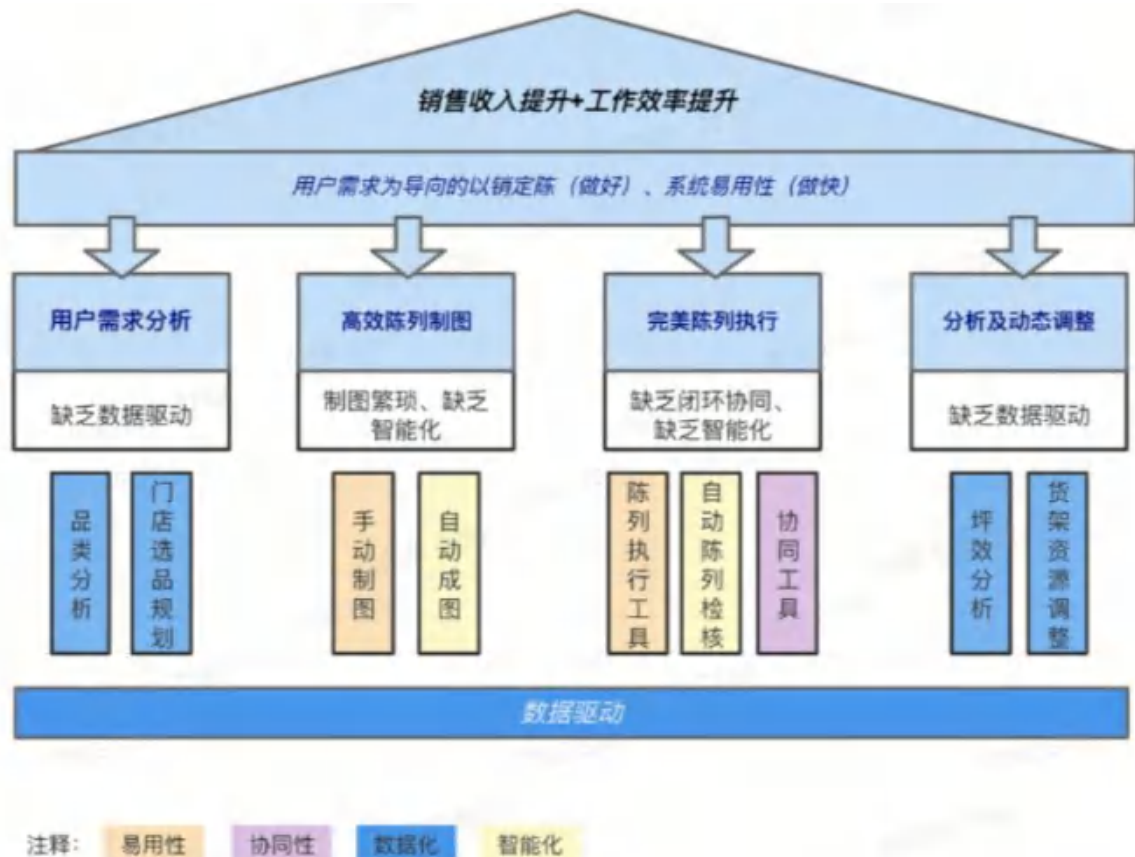 销售收入提升+工作效率提升
用户需求为导向的以销定陈（做好）、系统易用性（做快）
用户需求分析
高效陈列制图
完美陈列执行
分析及动态调整
缺乏数据驱动
制图繁琐、缺乏
智能化
缺乏闭环协同、
缺乏智能化
缺乏数据驱动
品类分析
门店选品规划
手动制图
自动成图
陈列执行工具
自动陈列检核
协同工具
坪效分析
货架资源调整
数据驱动
注释： 易用性 协同性 数据化 智能化